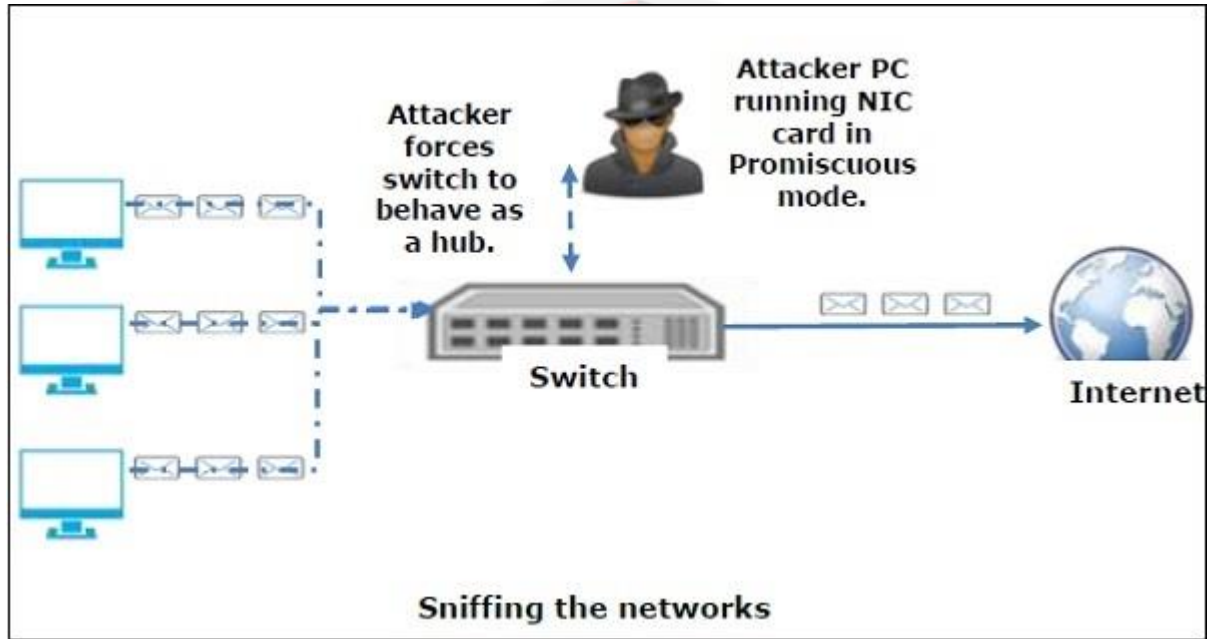 Attacker
forces
switch to
behave as
a hub.
Attacker PC
running NIC
card in
Promiscuous
mode.
Switch
Internet
Sniffing the networks